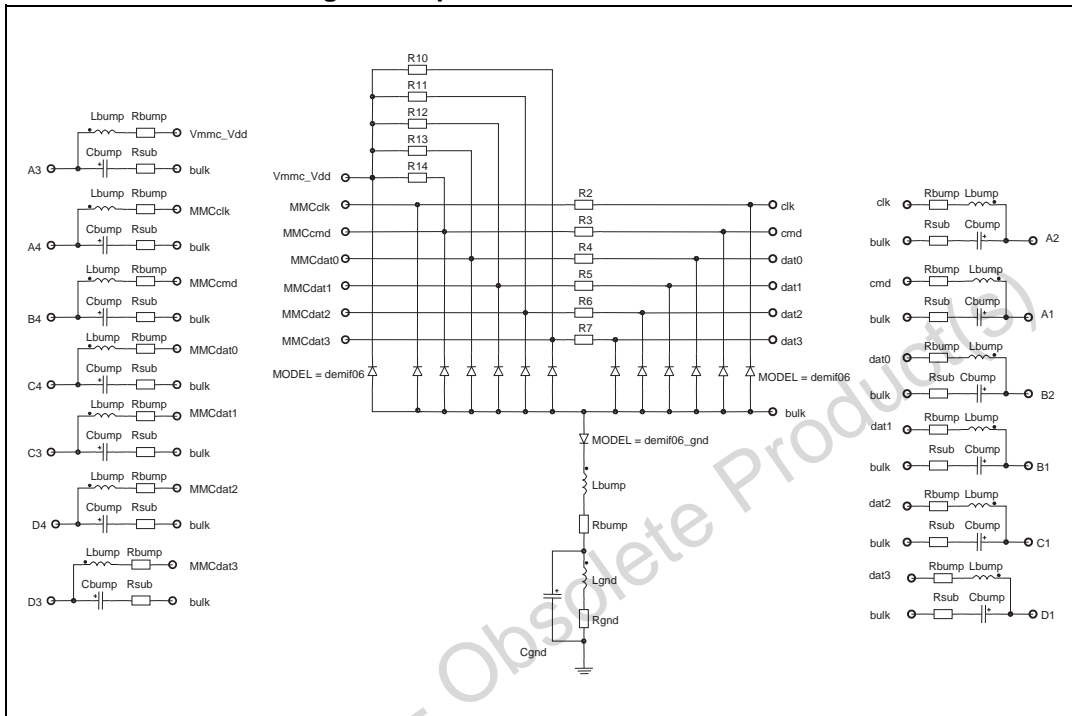 R10
R11
R12
R13
R14
Vmmc_Vdd
MMCclk
MMCcmd
MMCdat0
MMCdat1
MMCdat2
MMCdat3
R2
R3
R4
R5
R6
R7
clk
cmd
dat0
dat1
dat2
dat3
MODEL = demif06
MODEL = demif06
bulk
MODEL = demif06_gnd
Lbump
Rbump
Lgnd
Rgnd
Cgnd
Lbump Rbump
Vmmc_Vdd
Cbump Rsub
A3
bulk
Lbump Rbump
MMCclk
Cbump Rsub
A4
bulk
Lbump Rbump
MMCcmd
Cbump Rsub
B4
bulk
Lbump Rbump
MMCdat0
Cbump Rsub
C4
bulk
Lbump Rbump
MMCdat1
Cbump Rsub
C3
bulk
Lbump Rbump
MMCdat2
Cbump Rsub
D4
bulk
Lbump Rbump
MMCdat3
Cbump Rsub
D3
bulk
Rbump Lbump
clk
Rsub Cbump
bulk
A2
Rbump Lbump
cmd
Rsub Cbump
bulk
A1
Rbump Lbump
dat0
Rsub Cbump
bulk
B2
Rbump Lbump
dat1
Rsub Cbump
bulk
B1
Rbump Lbump
dat2
Rsub Cbump
bulk
C1
Rbump Lbump
dat3
Rsub Cbump
bulk
D1
- Obsolete Product(s)